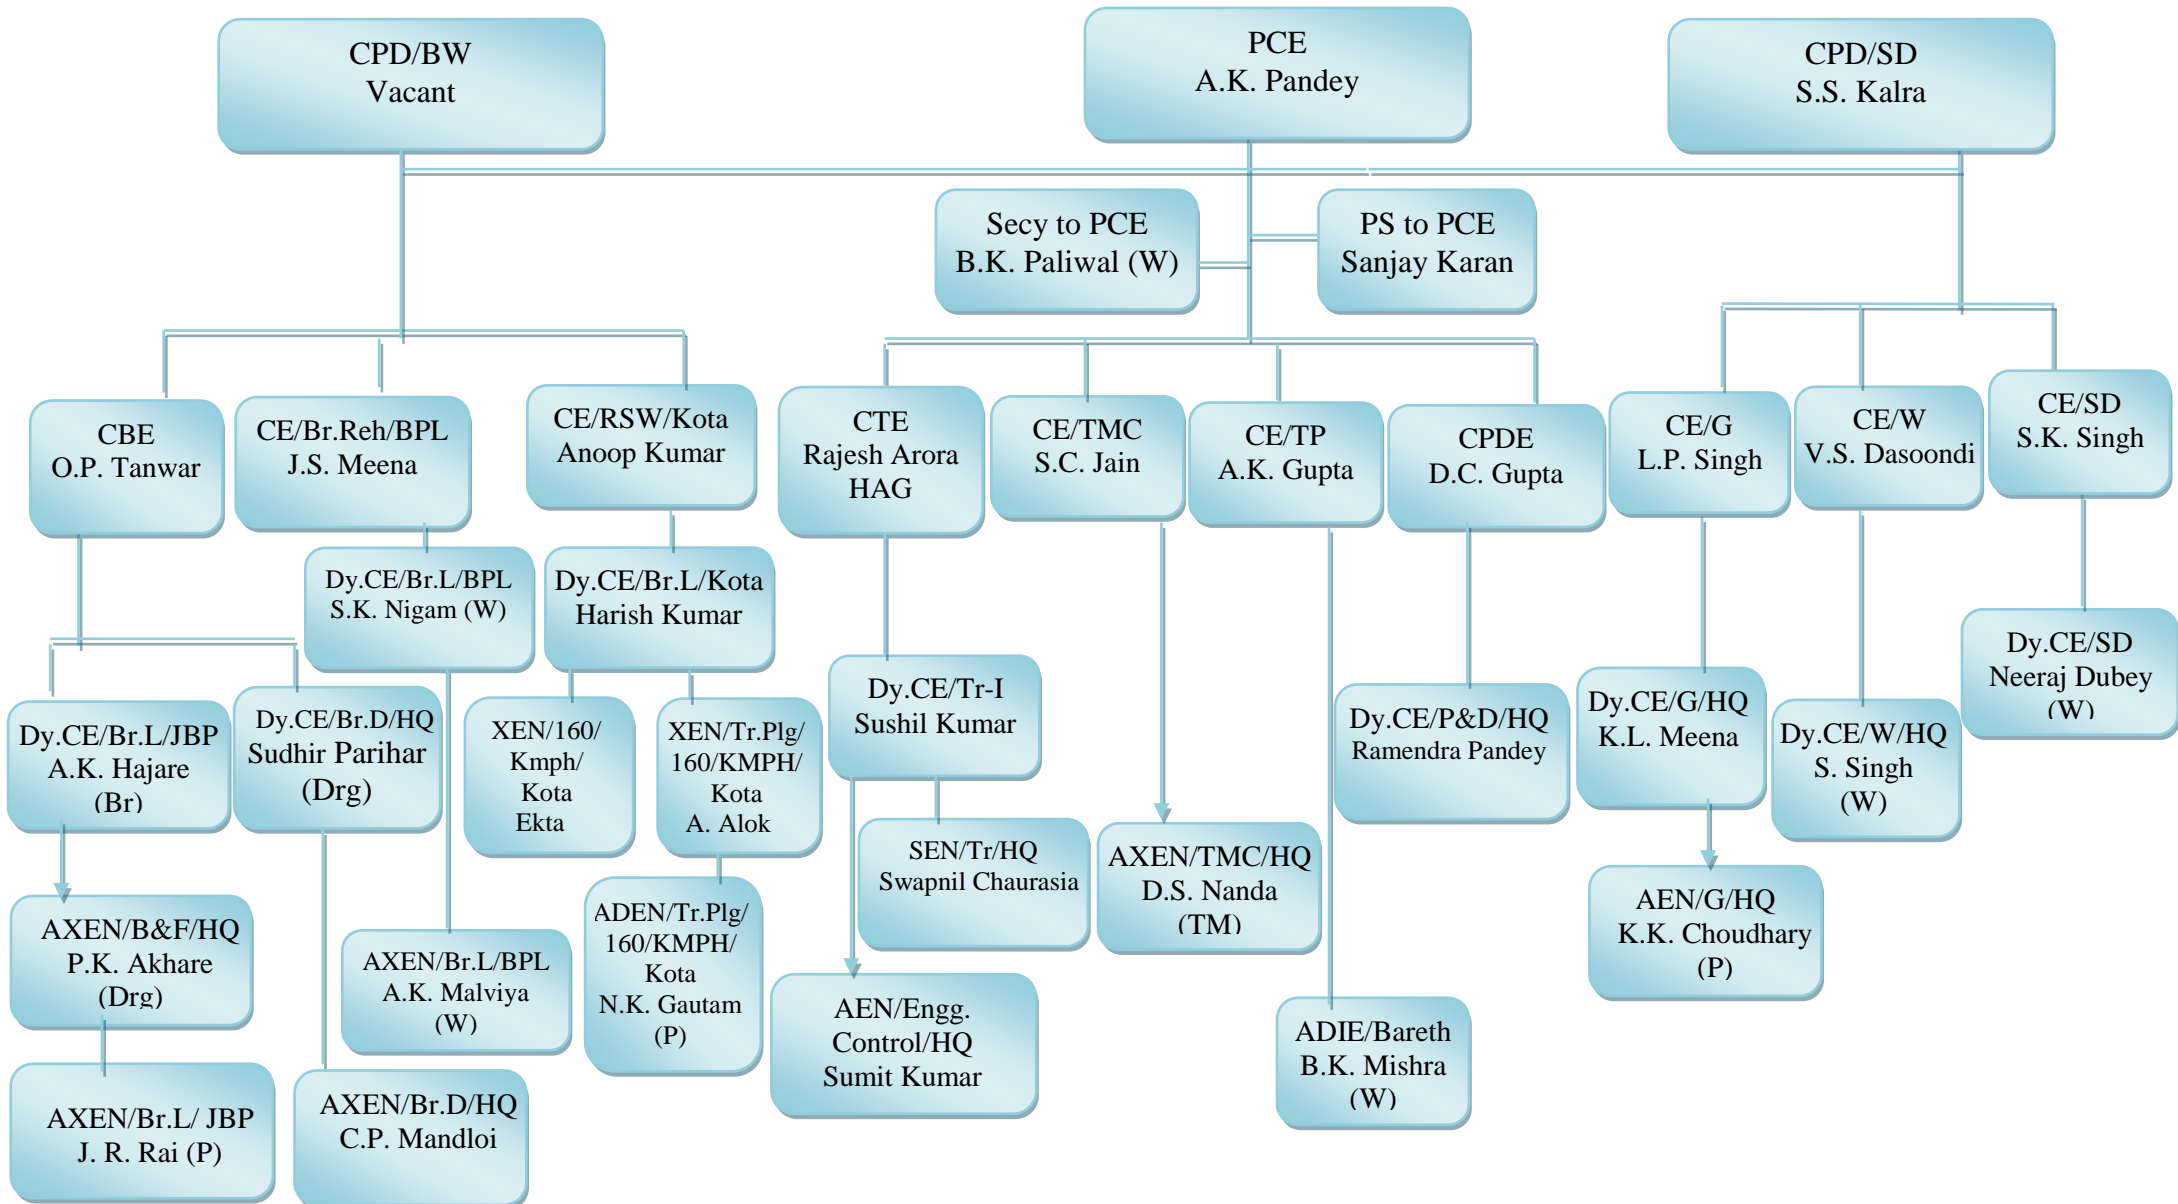 CPD/BW
Vacant
PCE
A.K. Pandey
CPD/SD
S.S. Kalra
Secy to PCE
B.K. Paliwal (W)
PS to PCE
Sanjay Karan
CBE
O.P. Tanwar
CE/Br.Reh/BPL
J.S. Meena
CE/RSW/Kota
Anoop Kumar
CTE
Rajesh Arora
HAG
CE/TMC
S.C. Jain
CE/TP
A.K. Gupta
CPDE
D.C. Gupta
CE/G
L.P. Singh
CE/W
V.S. Dasoondi
CE/SD
S.K. Singh
Dy.CE/Br.L/BPL
S.K. Nigam (W)
Dy.CE/Br.L/Kota
Harish Kumar
Dy.CE/Br.L/JBP
A.K. Hajare
(Br)
Dy.CE/Br.D/HQ
Sudhir Parihar
(Drg)
XEN/160/
Kmph/
Kota
Ekta
XEN/Tr.Plg/
160/KMPH/
Kota
A. Alok
Dy.CE/Tr-I
Sushil Kumar
Dy.CE/P&D/HQ
Ramendra Pandey
Dy.CE/G/HQ
K.L. Meena
Dy.CE/W/HQ
S. Singh
(W)
Dy.CE/SD
Neeraj Dubey
(W)
AXEN/B&F/HQ
P.K. Akhare
(Drg)
AXEN/Br.L/BPL
A.K. Malviya
(W)
ADEN/Tr.Plg/
160/KMPH/
Kota
N.K. Gautam
(P)
SEN/Tr/HQ
Swapnil Chaurasia
AXEN/TMC/HQ
D.S. Nanda
(TM)
AEN/G/HQ
K.K. Choudhary
(P)
AEN/Engg.
Control/HQ
Sumit Kumar
ADIE/Bareth
B.K. Mishra
(W)
AXEN/Br.L/ JBP
J. R. Rai (P)
AXEN/Br.D/HQ
C.P. Mandloi